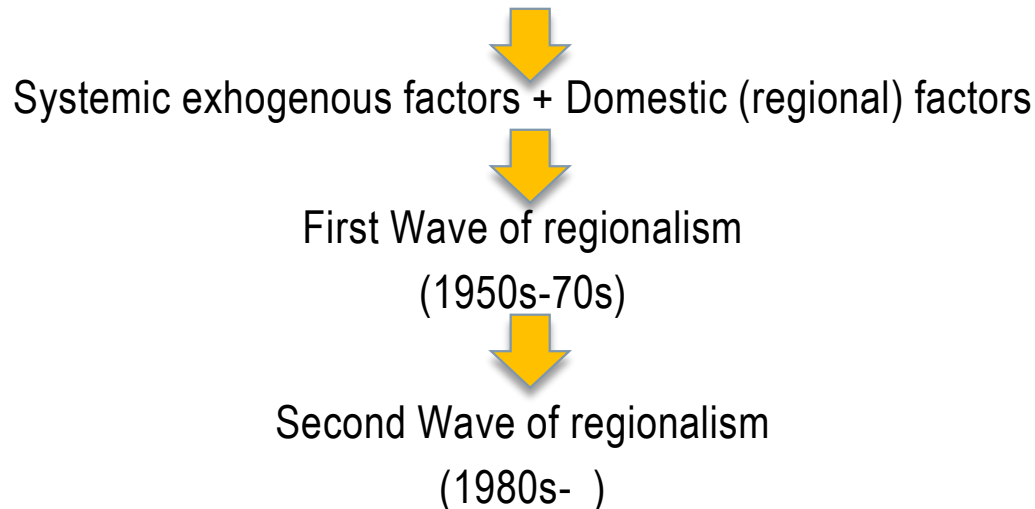 Systemic exhogenous factors + Domestic (regional) factors
First Wave of regionalism
(1950s-70s)
Second Wave of regionalism
(1980s-  )